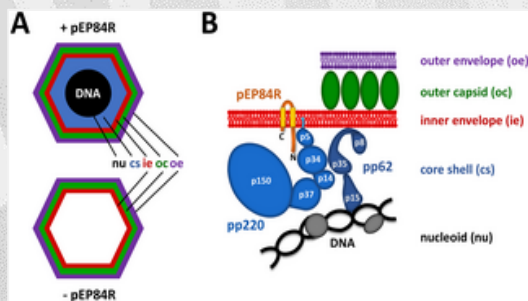 A
+ pEP84R
DNA
nu cs ie oc oe
- pEP84R
B
pEP84R
C
N
p5
p34
p14
p150
p37
pp220
p8
p35
pp62
p15
DNA
outer envelope (oe)
outer capsid (oc)
inner envelope (ie)
core shell (cs)
nucleoid (nu)